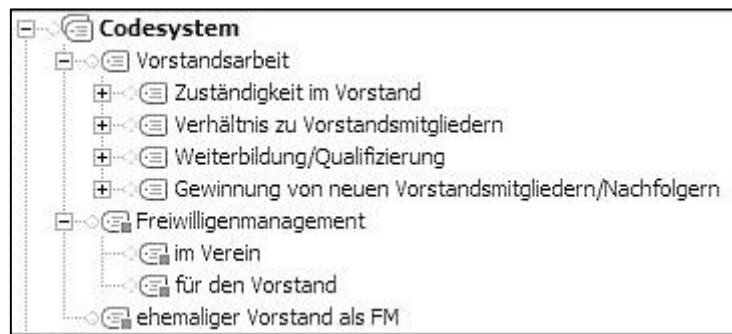 Codesystem
Vorstandsarbeit
Zuständigkeit im Vorstand
Verhältnis zu Vorstandsmitgliedern
Weiterbildung/Qualifizierung
Gewinnung von neuen Vorstandsmitgliedern/Nachfolgern
Freiwilligenmanagement
im Verein
für den Vorstand
ehemaliger Vorstand als FM